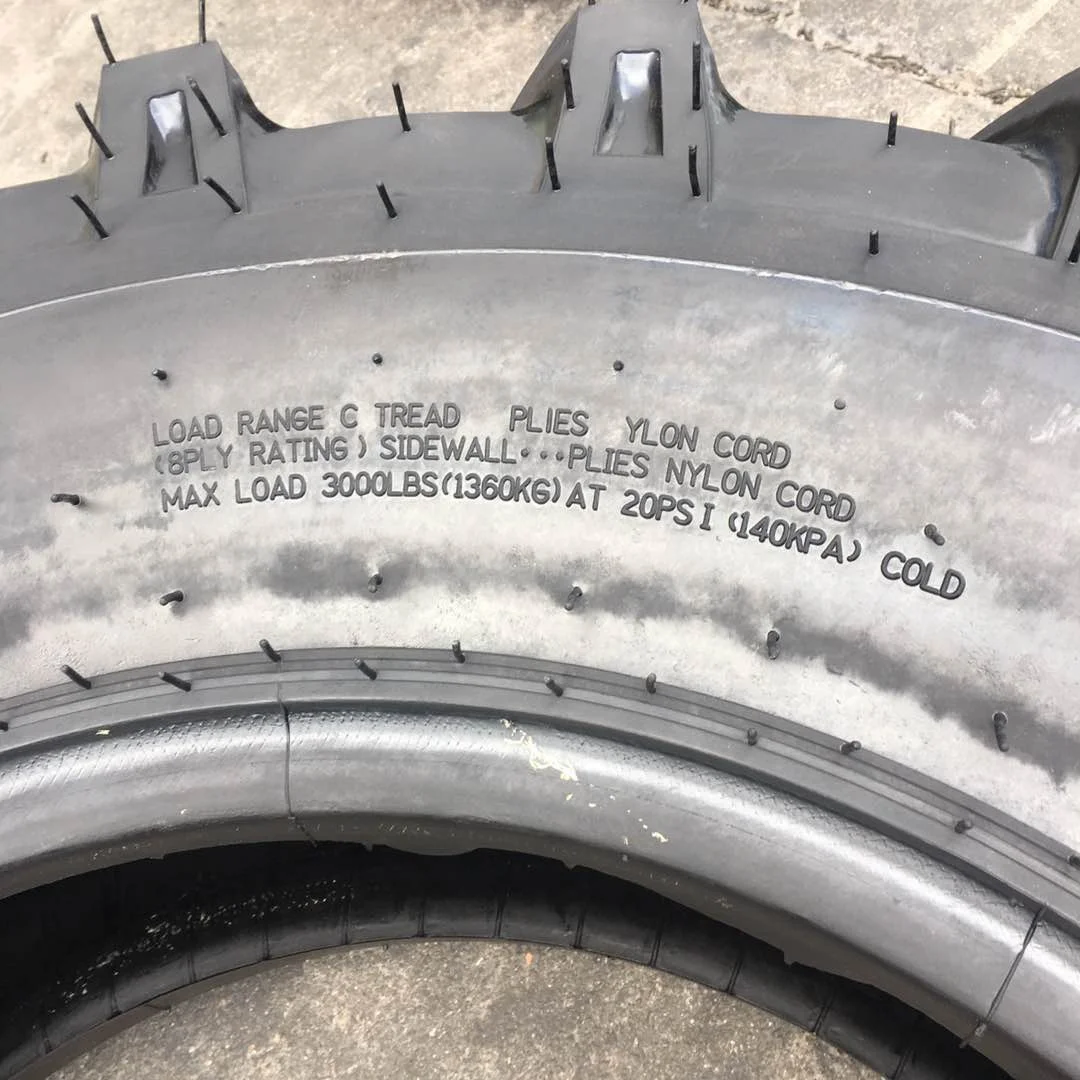 LOAD RANGE C TREAD PLIES YLON CORD
(8PLY RATING) SIDEWALL···PLIES NYLON CORD
MAX LOAD 3000LBS(1360KG)AT 20PSI (140KPA) COLD